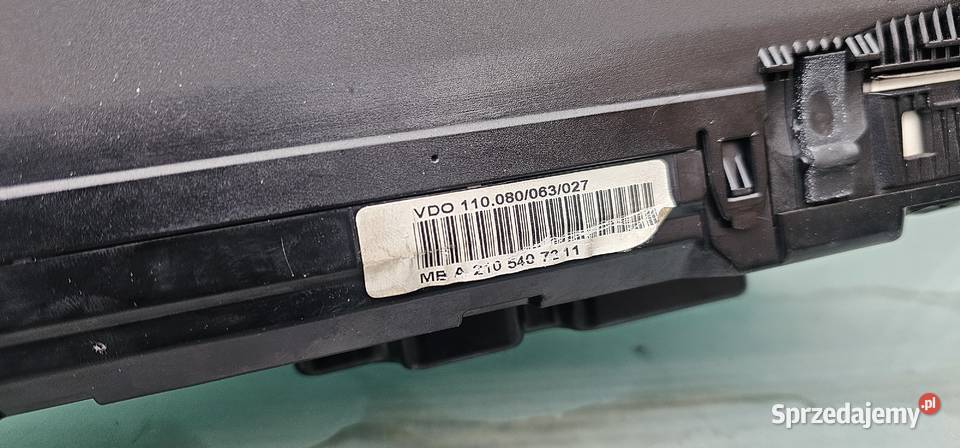 VDO 110.080/063/027
MB A 210 540 72 11
Sprzedajemy.pl